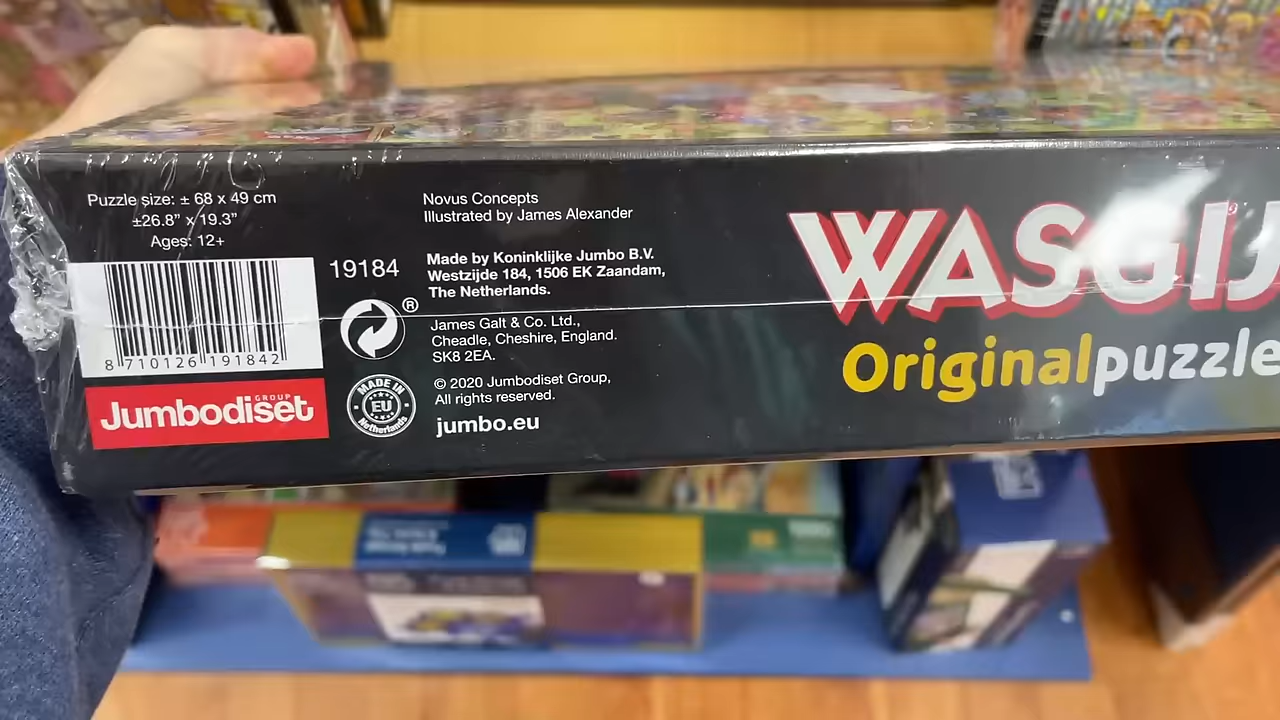 Puzzle size: ± 68 x 49 cm
±26.8” x 19.3”
Ages: 12+
8 710126 191842
GROUP
Jumbodiset
19184
®
MADE IN
EU
Netherlands
Novus Concepts
Illustrated by James Alexander
Made by Koninklijke Jumbo B.V.
Westzijde 184, 1506 EK Zaandam,
The Netherlands.
James Galt & Co. Ltd.,
Cheadle, Cheshire, England.
SK8 2EA.
© 2020 Jumbodiset Group,
All rights reserved.
jumbo.eu
WASGIJ
Originalpuzzle